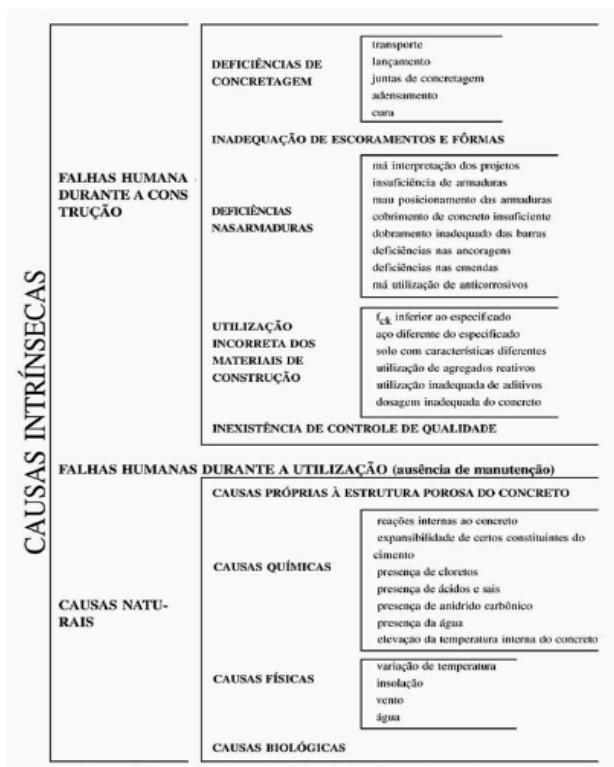 CAUSAS INTRÍNSECAS
FALHAS HUMANA
DURANTE A CONS
TRUÇÃO
DEFICIÊNCIAS DE
CONCRETAGEM
transporte
lançamento
juntas de concretagem
adensamento
cura
INADEQUAÇÃO DE ESCORAMENTOS E FÔRMAS
DEFICIÊNCIAS
NASARMADURAS
má interpretação dos projetos
insuficiência de armaduras
mau posicionamento das armaduras
cobrimento de concreto insuficiente
dobramento inadequado das barras
deficiências nas ancoragens
deficiências nas emendas
má utilização de anticorrosivos
UTILIZAÇÃO
INCORRETA DOS
MATERIAIS DE
CONSTRUÇÃO
fck inferior ao especificado
aço diferente do especificado
solo com características diferentes
utilização de agregados reativos
utilização inadequada de aditivos
dosagem inadequada do concreto
INEXISTÊNCIA DE CONTROLE DE QUALIDADE
FALHAS HUMANAS DURANTE A UTILIZAÇÃO (ausência de manutenção)
CAUSAS NATU-
RAIS
CAUSAS PRÓPRIAS À ESTRUTURA POROSA DO CONCRETO
CAUSAS QUÍMICAS
reações internas ao concreto
expansibilidade de certos constituintes do
cimento
presença de cloretos
presença de ácidos e sais
presença de anidrido carbônico
presença da água
elevação da temperatura interna do concreto
CAUSAS FÍSICAS
variação de temperatura
insolação
vento
água
CAUSAS BIOLÓGICAS